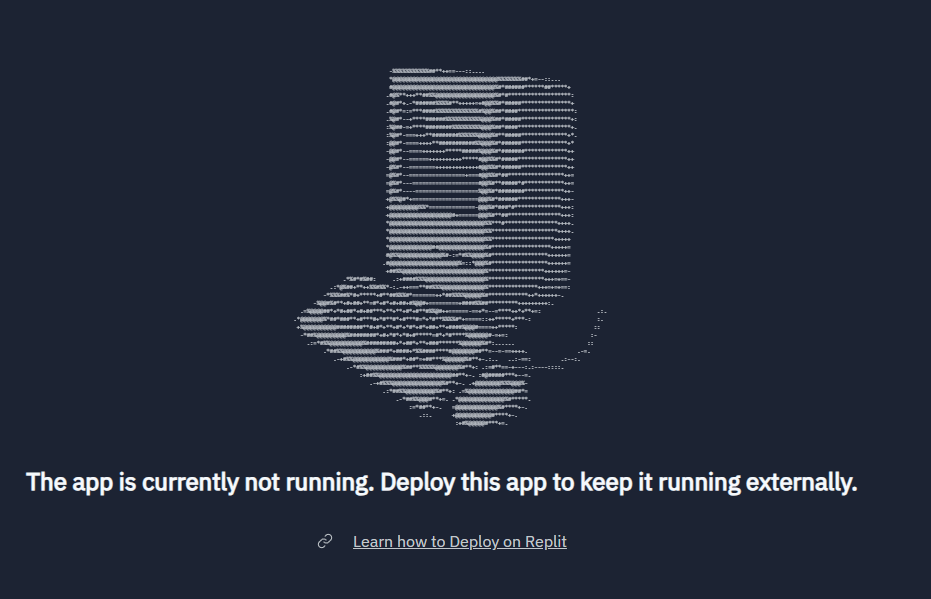 The app is currently not running. Deploy this app to keep it running externally.
Learn how to Deploy on Replit